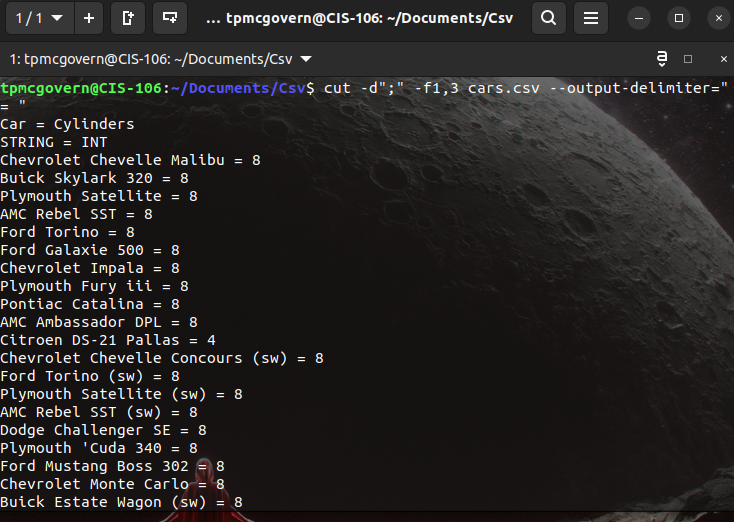 1 / 1
... tpmcgovern@CIS-106: ~/Documents/Csv
1: tpmcgovern@CIS-106: ~/Documents/Csv
tpmcgovern@CIS-106:~/Documents/Csv$ cut -d";" -f1,3 cars.csv --output-delimiter="
= "
Car = Cylinders
STRING = INT
Chevrolet Chevelle Malibu = 8
Buick Skylark 320 = 8
Plymouth Satellite = 8
AMC Rebel SST = 8
Ford Torino = 8
Ford Galaxie 500 = 8
Chevrolet Impala = 8
Plymouth Fury iii = 8
Pontiac Catalina = 8
AMC Ambassador DPL = 8
Citroen DS-21 Pallas = 4
Chevrolet Chevelle Concours (sw) = 8
Ford Torino (sw) = 8
Plymouth Satellite (sw) = 8
AMC Rebel SST (sw) = 8
Dodge Challenger SE = 8
Plymouth 'Cuda 340 = 8
Ford Mustang Boss 302 = 8
Chevrolet Monte Carlo = 8
Buick Estate Wagon (sw) = 8